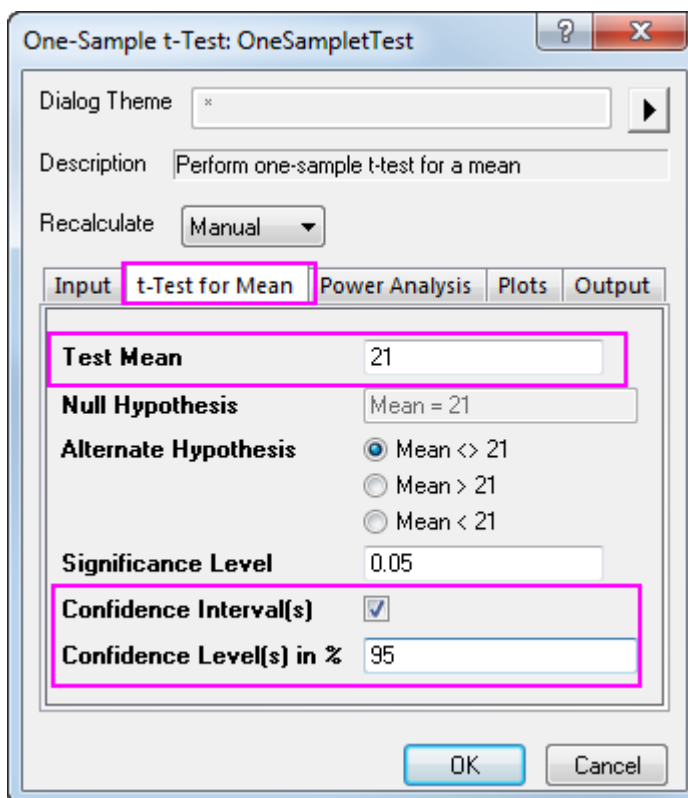 One-Sample t-Test: OneSampletTest
?
Dialog Theme *
Description Perform one-sample t-test for a mean
Recalculate Manual
Input t-Test for Mean Power Analysis Plots Output
Test Mean 21
Null Hypothesis Mean = 21
Alternate Hypothesis Mean <> 21
Mean > 21
Mean < 21
Significance Level 0.05
Confidence Interval(s)
Confidence Level(s) in % 95
OK Cancel